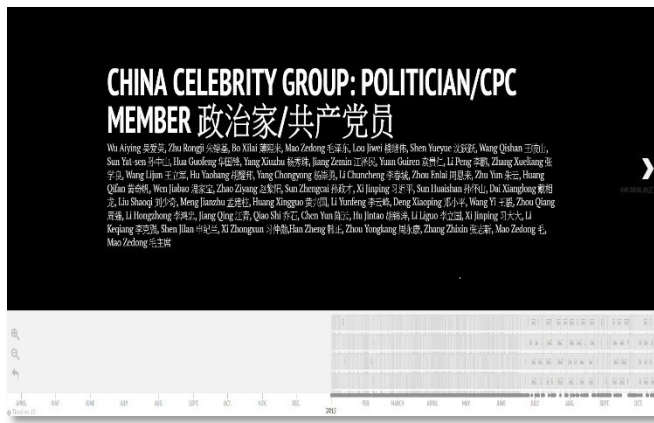 CHINA CELEBRITY GROUP: POLITICIAN/CPC
MEMBER 政治家/共产党员
Wu Aiying 吴爱英, Zhu Rongji 朱镕基, Bo Xilai 薄熙来, Mao Zedong 毛泽东, Lou Jiwei 楼继伟, Shen Yueyue 沈跃跃, Wang Qishan 王岐山,
Sun Yat-sen 孙中山, Hua Guofeng 华国锋, Yang Xiuzhu 杨秀珠, Jiang Zemin 江泽民, Yuan Guiren 袁贵仁, Li Peng 李鹏, Zhang Xueliang 张
学良, Wang Lijun 王立军, Hu Yaobang 胡耀邦, Yang Chongyong 杨崇勇, Li Chuncheng 李春城, Zhou Enlai 周恩来, Zhu Yun 朱云, Huang
Qifan 黄奇帆, Wen Jiabao 温家宝, Zhao Ziyang 赵紫阳, Sun Zhengcai 孙政才, Xi Jinping 习近平, Sun Huaishan 孙怀山, Dai Xianglong 戴相
龙, Liu Shaoqi 刘少奇, Meng Jianzhu 孟建柱, Huang Xingguo 黄兴国, Li Yunfeng 李云峰, Deng Xiaoping 邓小平, Wang Yi 王毅, Zhou Qiang
周强, Li Hongzhong 李鸿忠, Jiang Qing 江青, Qiao Shi 乔石, Chen Yun 陈云, Hu Jintao 胡锦涛, Li Liguo 李立国, Xi Jinping 习大大, Li
Keqiang 李克强, Shen Jilan 申纪兰, Xi Zhongxun 习仲勋,Han Zheng 韩正, Zhou Yongkang 周永康, Zhang Zhixin 张志新, Mao Zedong 毛,
Mao Zedong 毛主席
APRIL MAY JUNE JULY AUG. SEPT. OCT. NOV. DEC. 2015 FEB. MARCH APRIL MAY JUNE JULY AUG. SEPT. OCT.
TimelineJS